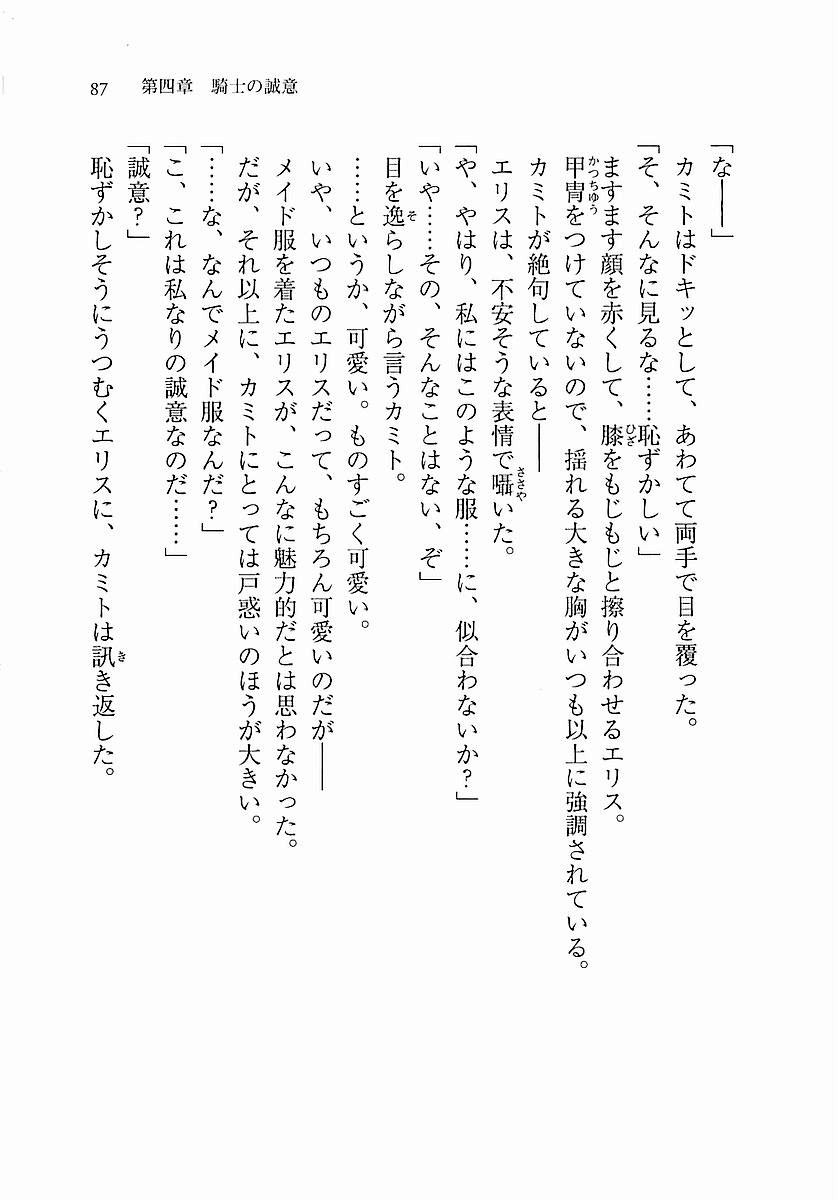 87 第四章 騎士の誠意
「な――」
カミトはドキッとして、あわてて両手で目を覆った。
「そ、そんなに見るな……恥ずかしい」
ますます顔を赤くして、膝をもじもじと擦り合わせるエリス。
甲冑をつけていないので、揺れる大きな胸がいつも以上に強調されている。
カミトが絶句していると――
エリスは、不安そうな表情で囁いた。
「や、やはり、私にはこのような服……に、似合わないか？」
「いや……その、そんなことはない、ぞ」
目を逸らしながら言うカミト。
……というか、可愛い。ものすごく可愛い。
いや、いつものエリスだって、もちろん可愛いのだが――
メイド服を着たエリスが、こんなに魅力的だとは思わなかった。
だが、それ以上に、カミトにとっては戸惑いのほうが大きい。
「……な、なんでメイド服なんだ？」
「こ、これは私なりの誠意なのだ……」
「誠意？」
恥ずかしそうにうつむくエリスに、カミトは訊き返した。